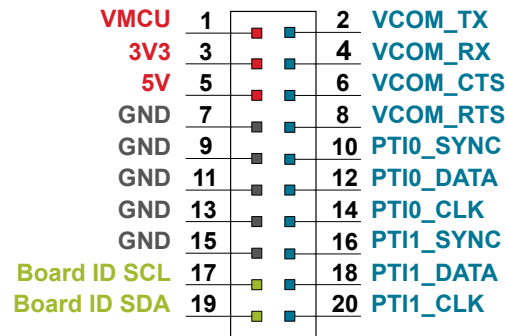 VMCU 1 2 VCOM_TX
3V3 3 4 VCOM_RX
5V 5 6 VCOM_CTS
GND 7 8 VCOM_RTS
GND 9 10 PTI0_SYNC
GND 11 12 PTI0_DATA
GND 13 14 PTI0_CLK
GND 15 16 PTI1_SYNC
Board ID SCL 17 18 PTI1_DATA
Board ID SDA 19 20 PTI1_CLK